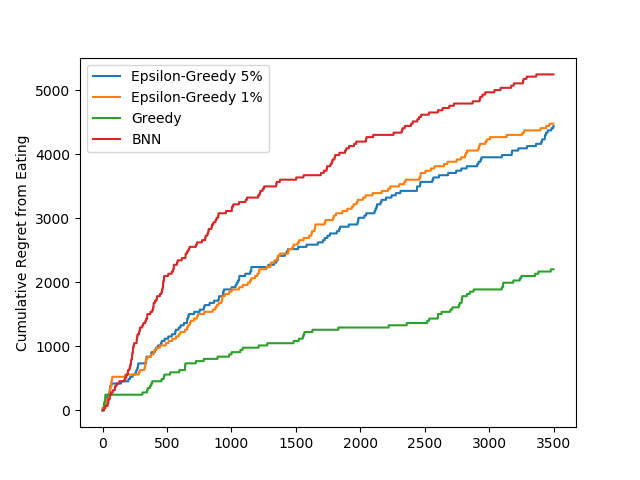 Epsilon-Greedy 5%
Epsilon-Greedy 1%
Greedy
BNN
Cumulative Regret from Eating
5000
4000
3000
2000
1000
0
0 500 1000 1500 2000 2500 3000 3500